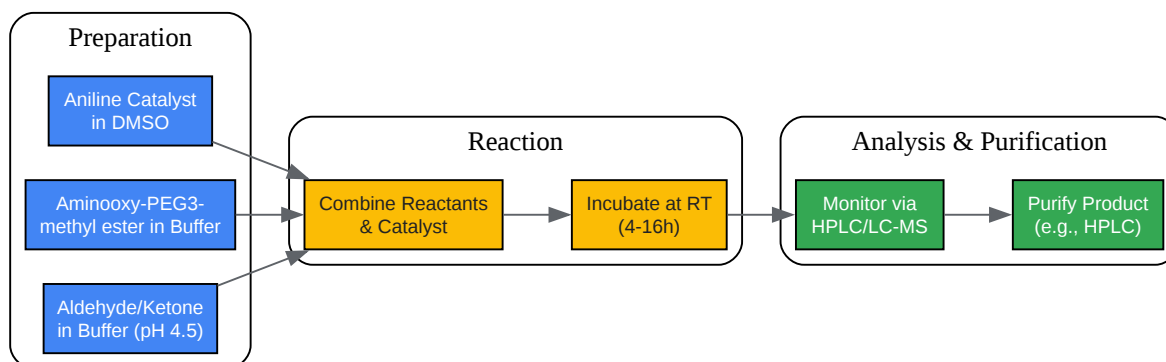 Preparation
Aniline Catalyst
in DMSO
Aminooxy-PEG3-
methyl ester in Buffer
Aldehyde/Ketone
in Buffer (pH 4.5)
Reaction
Combine Reactants
& Catalyst
Incubate at RT
(4-16h)
Analysis & Purification
Monitor via
HPLC/LC-MS
Purify Product
(e.g., HPLC)